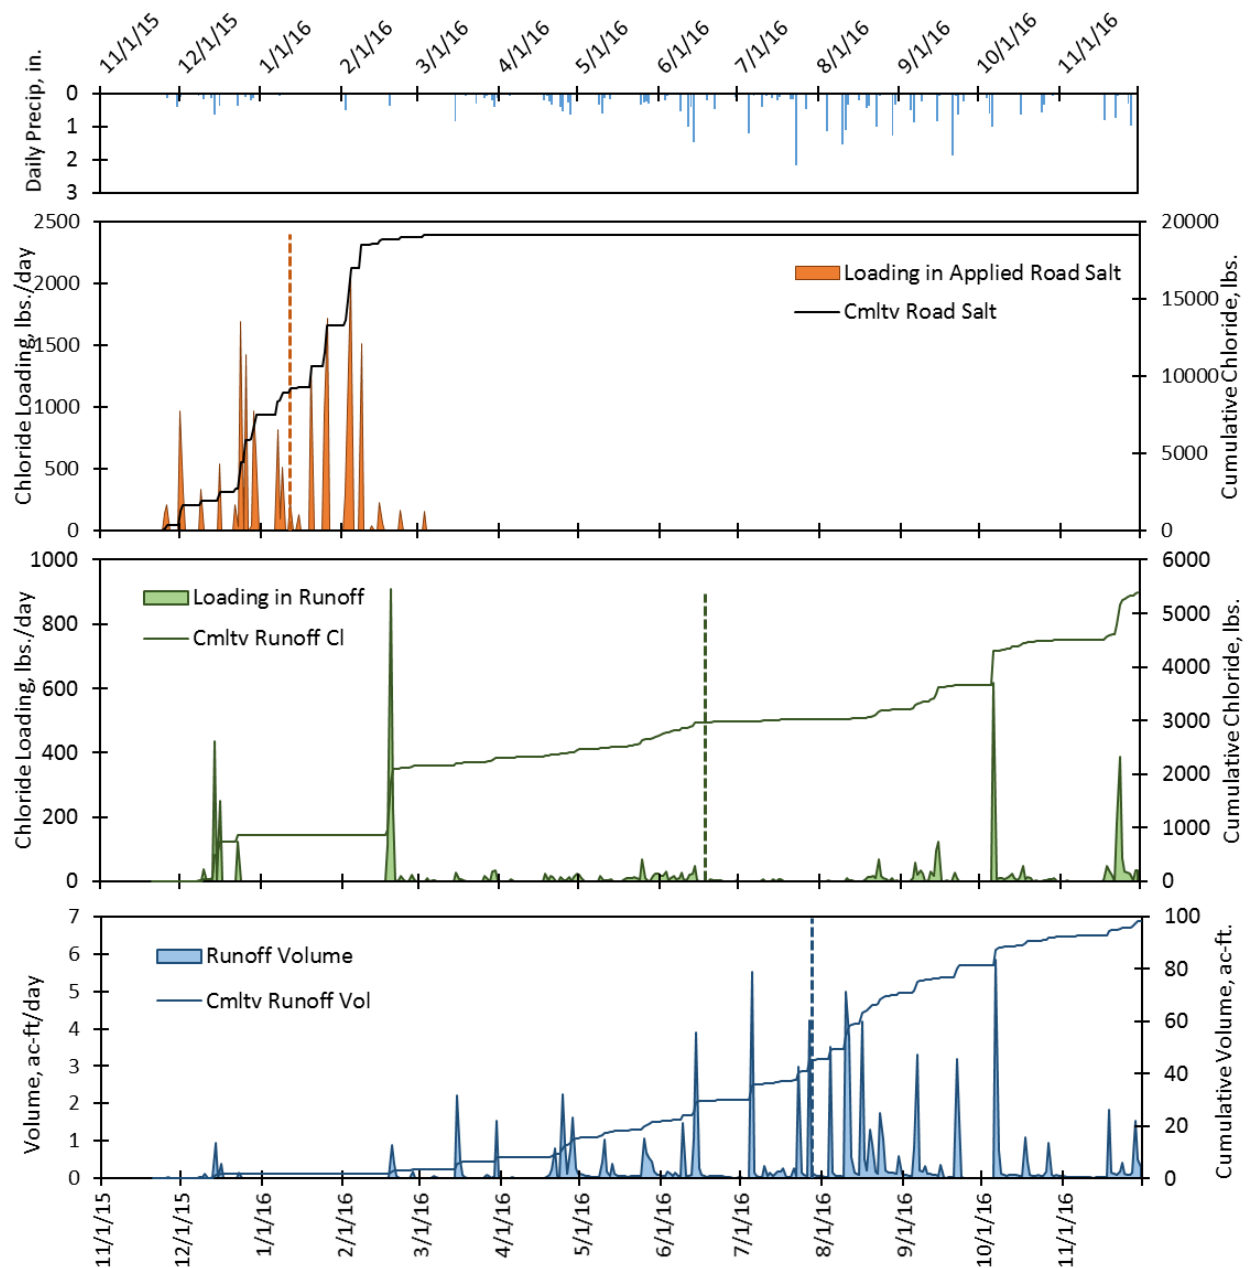 11/1/15 12/1/15 1/1/16 2/1/16 3/1/16 4/1/16 5/1/16 6/1/16 7/1/16 8/1/16 9/1/16 10/1/16 11/1/16
Daily Precip, in.
0
1
2
3
Chloride Loading, lbs./day
2500
2000
1500
1000
500
0
Loading in Applied Road Salt
Cmltv Road Salt
20000
15000
10000
5000
0
Cumulative Chloride, lbs.
Chloride Loading, lbs./day
1000
800
600
400
200
0
Loading in Runoff
Cmltv Runoff Cl
6000
5000
4000
3000
2000
1000
0
Cumulative Chloride, lbs.
Volume, ac-ft/day
7
6
5
4
3
2
1
0
Runoff Volume
Cmltv Runoff Vol
100
80
60
40
20
0
Cumulative Volume, ac-ft.
11/1/15 12/1/15 1/1/16 2/1/16 3/1/16 4/1/16 5/1/16 6/1/16 7/1/16 8/1/16 9/1/16 10/1/16 11/1/16